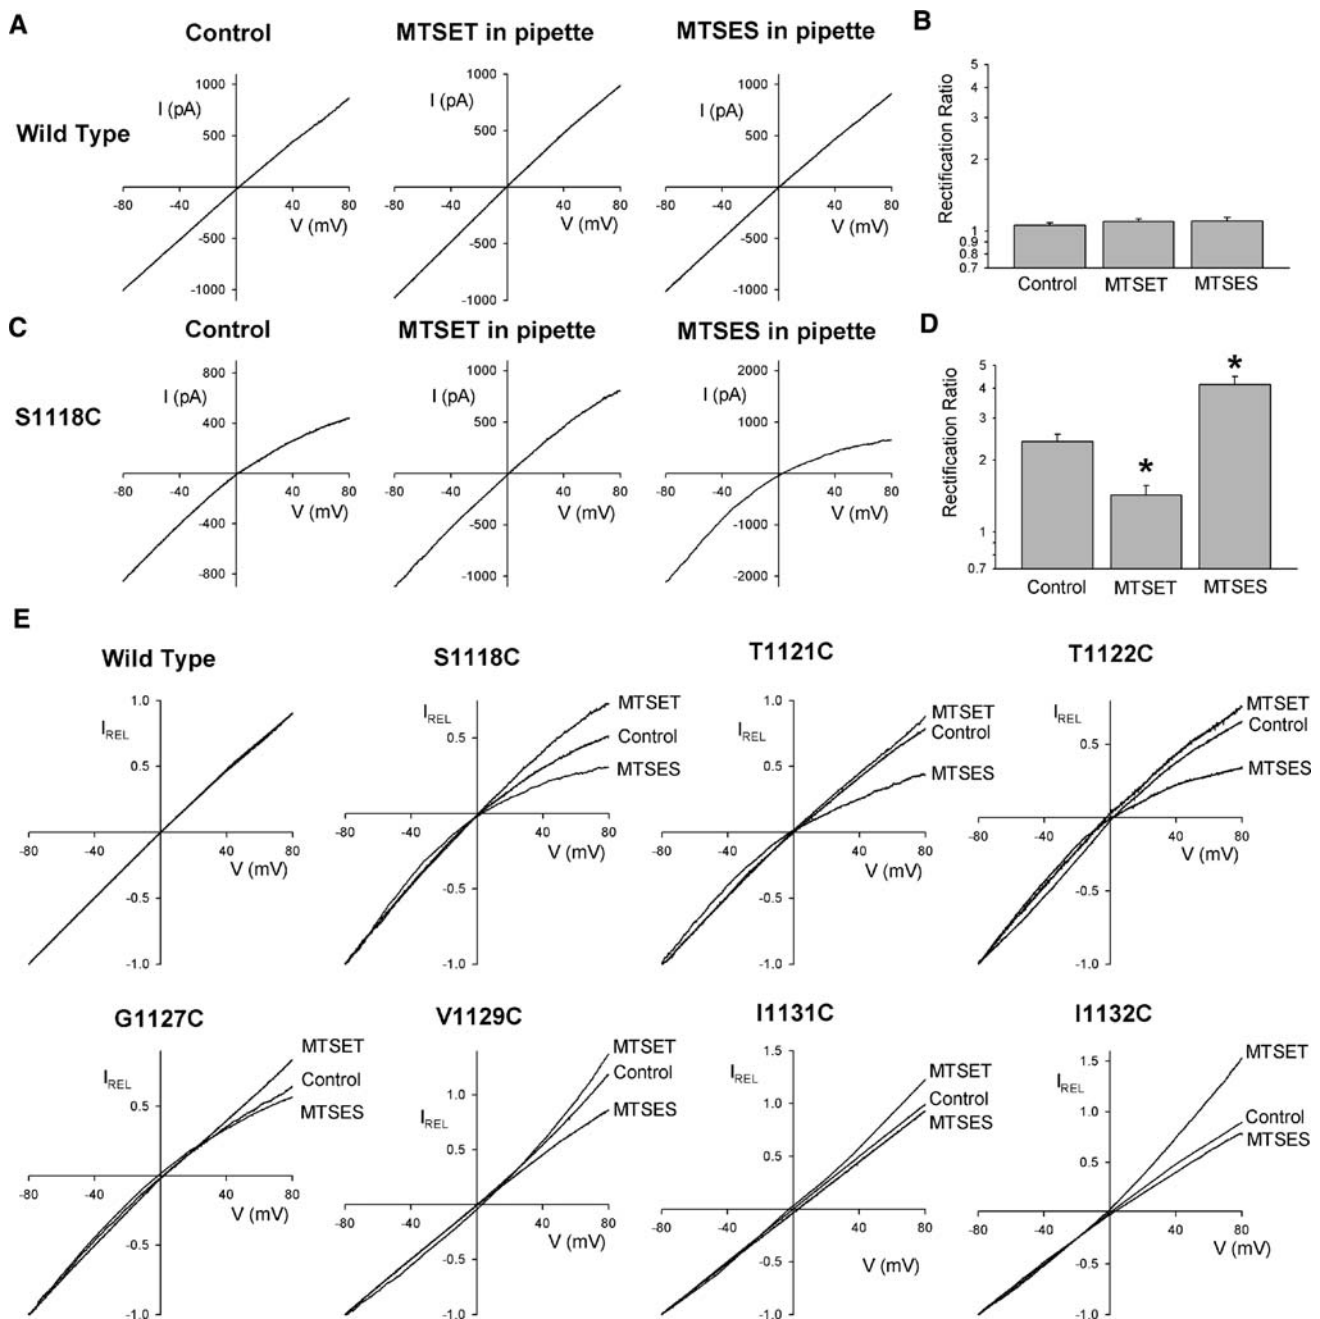 A
Control
MTSET in pipette
MTSES in pipette
B
Wild Type
I (pA)
1000
500
-500
-1000
-80
-40
40
80
V (mV)
I (pA)
1000
500
-500
-1000
-80
-40
40
80
V (mV)
I (pA)
1000
500
-500
-1000
-80
-40
40
80
V (mV)
Rectification Ratio
5
4
3
2
1
0.9
0.8
0.7
Control
MTSET
MTSES
C
Control
MTSET in pipette
MTSES in pipette
D
S1118C
I (pA)
800
400
-400
-800
-80
-40
40
80
V (mV)
I (pA)
1000
500
-500
-1000
-80
-40
40
80
V (mV)
I (pA)
2000
1000
-1000
-2000
-80
-40
40
80
V (mV)
Rectification Ratio
5
4
3
2
1
0.7
*
*
Control
MTSET
MTSES
E
Wild Type
IREL
1.0
0.5
-0.5
-1.0
-80
-40
40
80
V (mV)
S1118C
IREL
0.5
-0.5
-1.0
-80
-40
40
80
V (mV)
MTSET
Control
MTSES
T1121C
IREL
1.0
0.5
-0.5
-1.0
-80
-40
40
80
V (mV)
MTSET
Control
MTSES
T1122C
IREL
0.5
-0.5
-1.0
-80
-40
40
80
V (mV)
MTSET
Control
MTSES
G1127C
IREL
0.5
-0.5
-1.0
-80
-40
40
80
V (mV)
MTSET
Control
MTSES
V1129C
IREL
1.0
0.5
-0.5
-1.0
-80
-40
40
80
V (mV)
MTSET
Control
MTSES
I1131C
IREL
1.5
1.0
0.5
-0.5
-1.0
-80
-40
40
80
V (mV)
MTSET
Control
MTSES
I1132C
IREL
1.5
1.0
0.5
-0.5
-1.0
-80
-40
40
80
V (mV)
MTSET
Control
MTSES